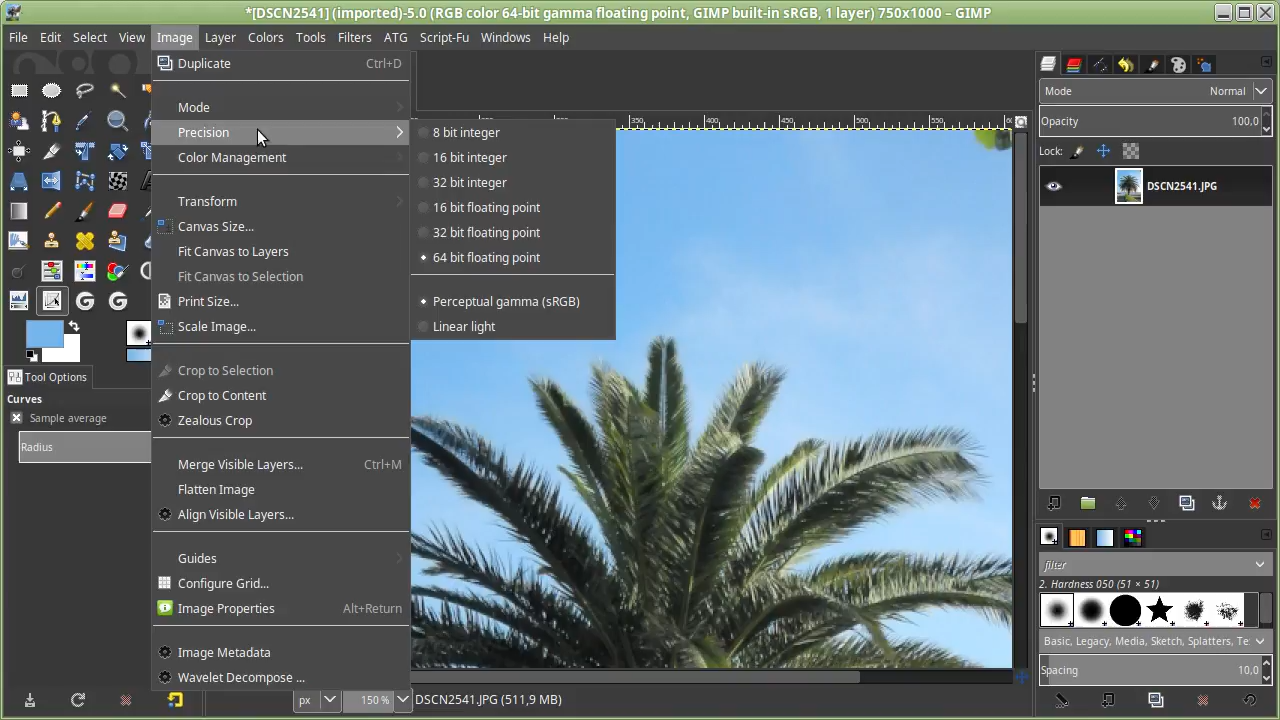 *[DSCN2541] (imported)-5.0 (RGB color 64-bit gamma floating point, GIMP built-in sRGB, 1 layer) 750x1000 – GIMP
File Edit Select View Image Layer Colors Tools Filters ATG Script-Fu Windows Help
Duplicate Ctrl+D
Mode
Precision
Color Management
Transform
Canvas Size...
Fit Canvas to Layers
Fit Canvas to Selection
Print Size...
Scale Image...
Crop to Selection
Crop to Content
Zealous Crop
Merge Visible Layers... Ctrl+M
Flatten Image
Align Visible Layers...
Guides
Configure Grid...
Image Properties Alt+Return
Image Metadata
Wavelet Decompose ...
8 bit integer
16 bit integer
32 bit integer
16 bit floating point
32 bit floating point
64 bit floating point
Perceptual gamma (sRGB)
Linear light
350 400 450 500 550 60
Tool Options
Curves
Sample average
Radius
Mode Normal
Opacity 100.0
Lock:
DSCN2541.JPG
filter
2. Hardness 050 (51 × 51)
Basic, Legacy, Media, Sketch, Splatters, Te
Spacing 10.0
px 150 % DSCN2541.JPG (511,9 MB)